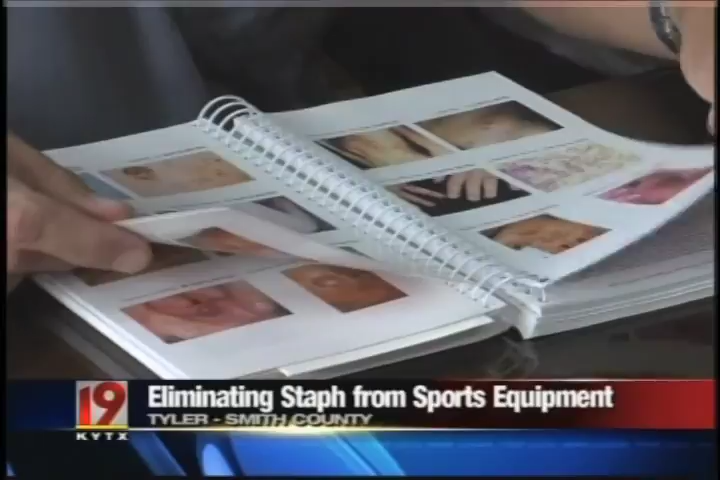 19
KYTX
Eliminating Staph from Sports Equipment
TYLER - SMITH COUNTY